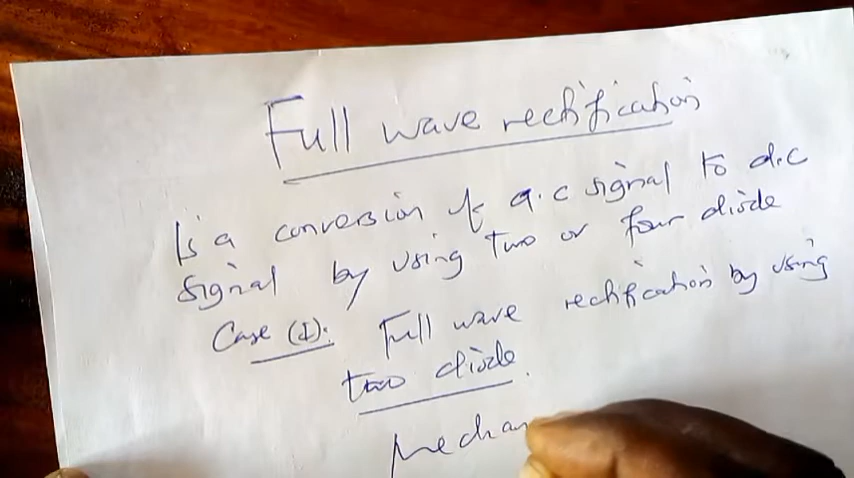 Full wave rectification
Is a conversion of a.c signal to d.c
signal by using two or four diode
Case (I): Full wave rectification by using
two diode.
Mechan